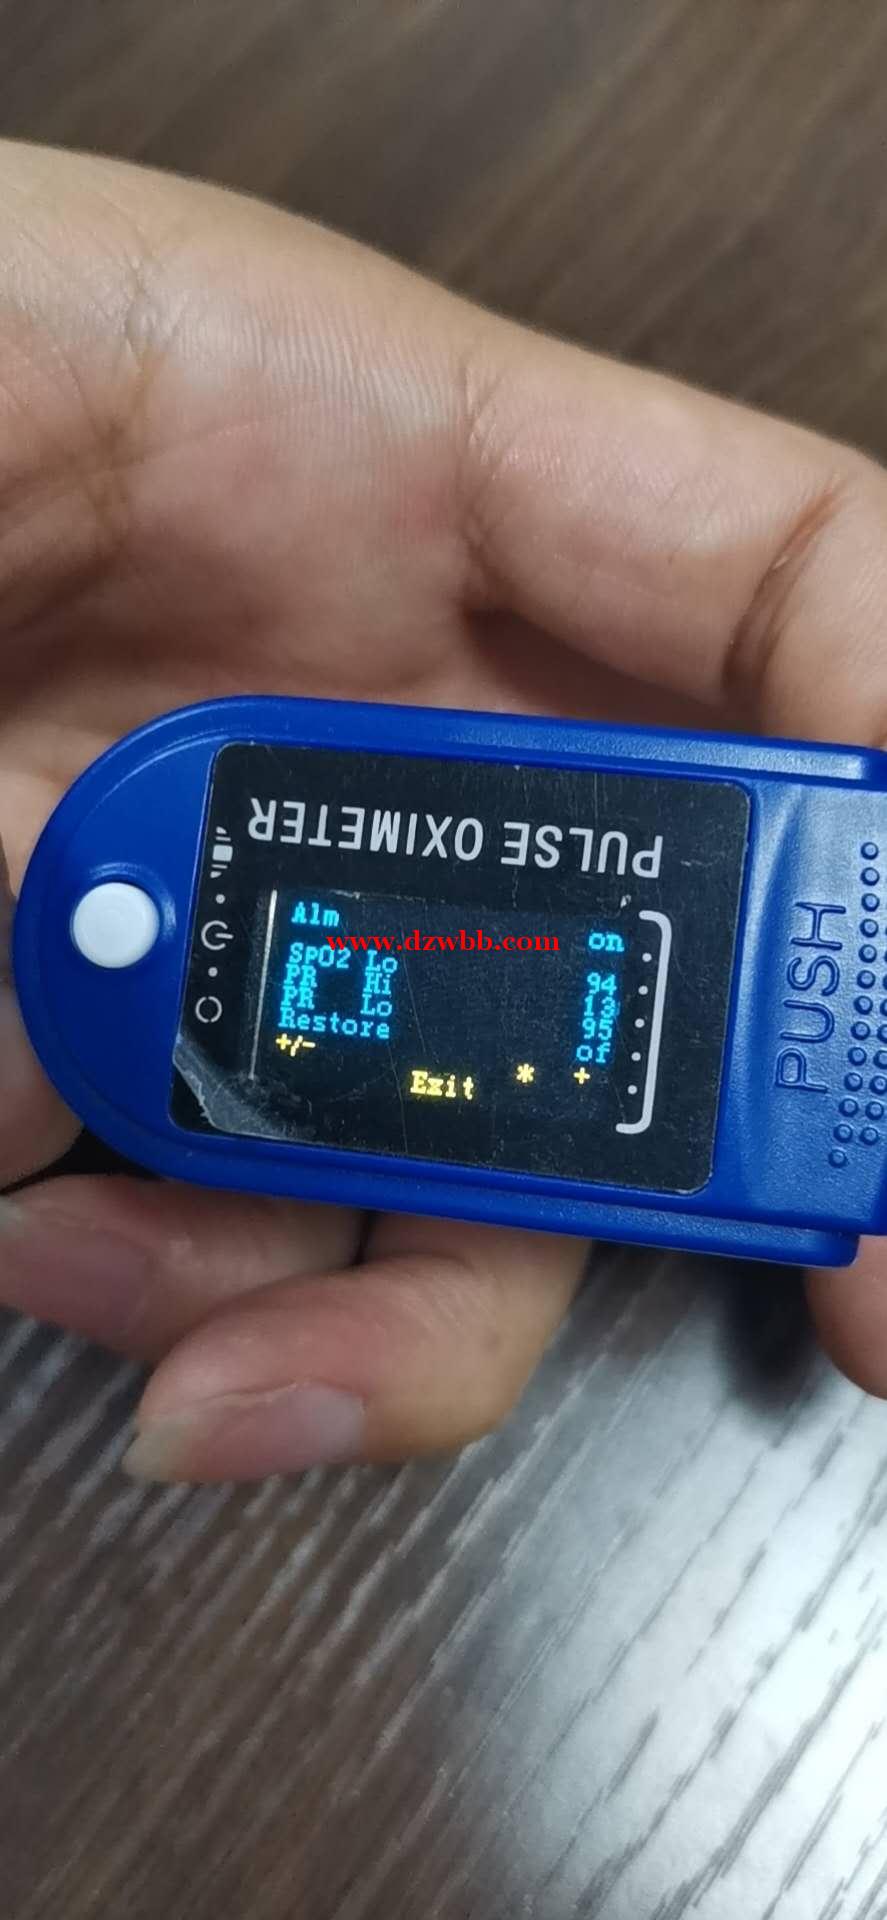 PULSE OXIMETER
Alm on
www.dzwbb.com
SpO2 Lo 94
PR Hi 13
PR Lo 95
Restore of
+/- +
Exit *
PUSH